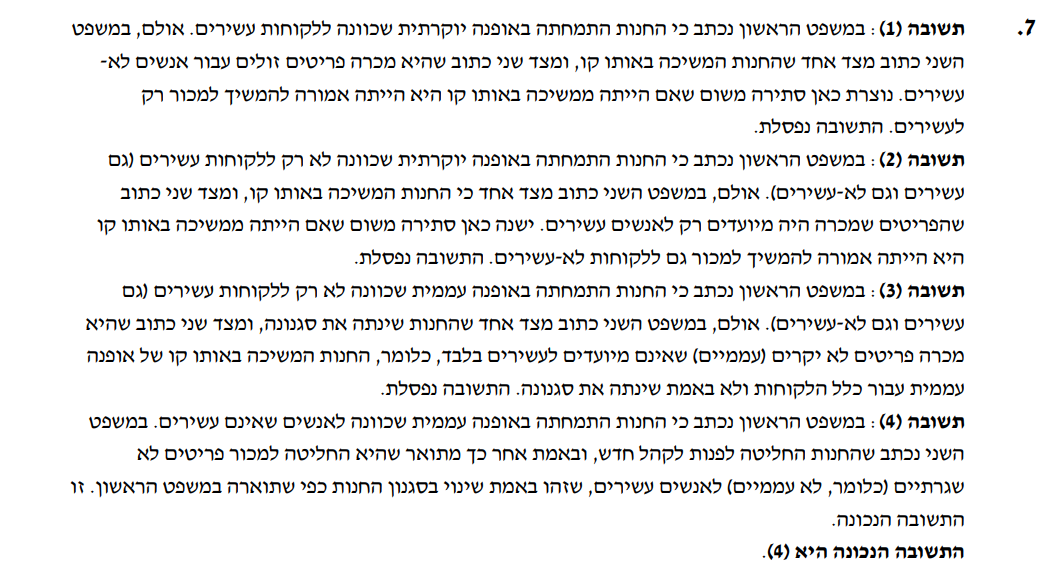 7. תשובה (1): במשפט הראשון נכתב כי החנות התמחתה באופנה יוקרתית שכוונה ללקוחות עשירים. אולם, במשפט
השני כתוב מצד אחד שהחנות המשיכה באותו קו, ומצד שני כתוב שהיא מכרה פריטים זולים עבור אנשים לא-
עשירים. נוצרת כאן סתירה משום שאם הייתה ממשיכה באותו קו היא הייתה אמורה להמשיך למכור רק
לעשירים. התשובה נפסלת.
תשובה (2): במשפט הראשון נכתב כי החנות התמחתה באופנה יוקרתית שכוונה לא רק ללקוחות עשירים (גם
עשירים וגם לא-עשירים). אולם, במשפט השני כתוב מצד אחד כי החנות המשיכה באותו קו, ומצד שני כתוב
שהפריטים שמכרה היה מיועדים רק לאנשים עשירים. ישנה כאן סתירה משום שאם הייתה ממשיכה באותו קו
היא הייתה אמורה להמשיך למכור גם ללקוחות לא-עשירים. התשובה נפסלת.
תשובה (3): במשפט הראשון נכתב כי החנות התמחתה באופנה עממית שכוונה לא רק ללקוחות עשירים (גם
עשירים וגם לא-עשירים). אולם, במשפט השני כתוב מצד אחד שהחנות שינתה את סגנונה, ומצד שני כתוב שהיא
מכרה פריטים לא יקרים (עממיים) שאינם מיועדים לעשירים בלבד, כלומר, החנות המשיכה באותו קו של אופנה
עממית עבור כלל הלקוחות ולא באמת שינתה את סגנונה. התשובה נפסלת.
תשובה (4): במשפט הראשון נכתב כי החנות התמחתה באופנה עממית שכוונה לאנשים שאינם עשירים. במשפט
השני נכתב שהחנות החליטה לפנות לקהל חדש, ובאמת אחר כך מתואר שהיא החליטה למכור פריטים לא
שגרתיים (כלומר, לא עממיים) לאנשים עשירים, שזהו באמת שינוי בסגנון החנות כפי שתוארה במשפט הראשון. זו
התשובה הנכונה.
התשובה הנכונה היא (4).